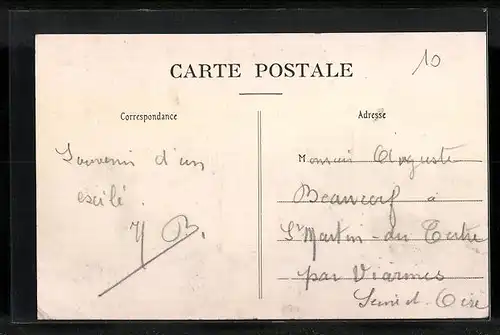 CARTE POSTALE
10
Correspondance
Adresse
Souvenir d'un
exilé.
B.
Monsieur Auguste
Beaucorf à
St Martin-du Tertre
par Viarmes
Seine et-Oise